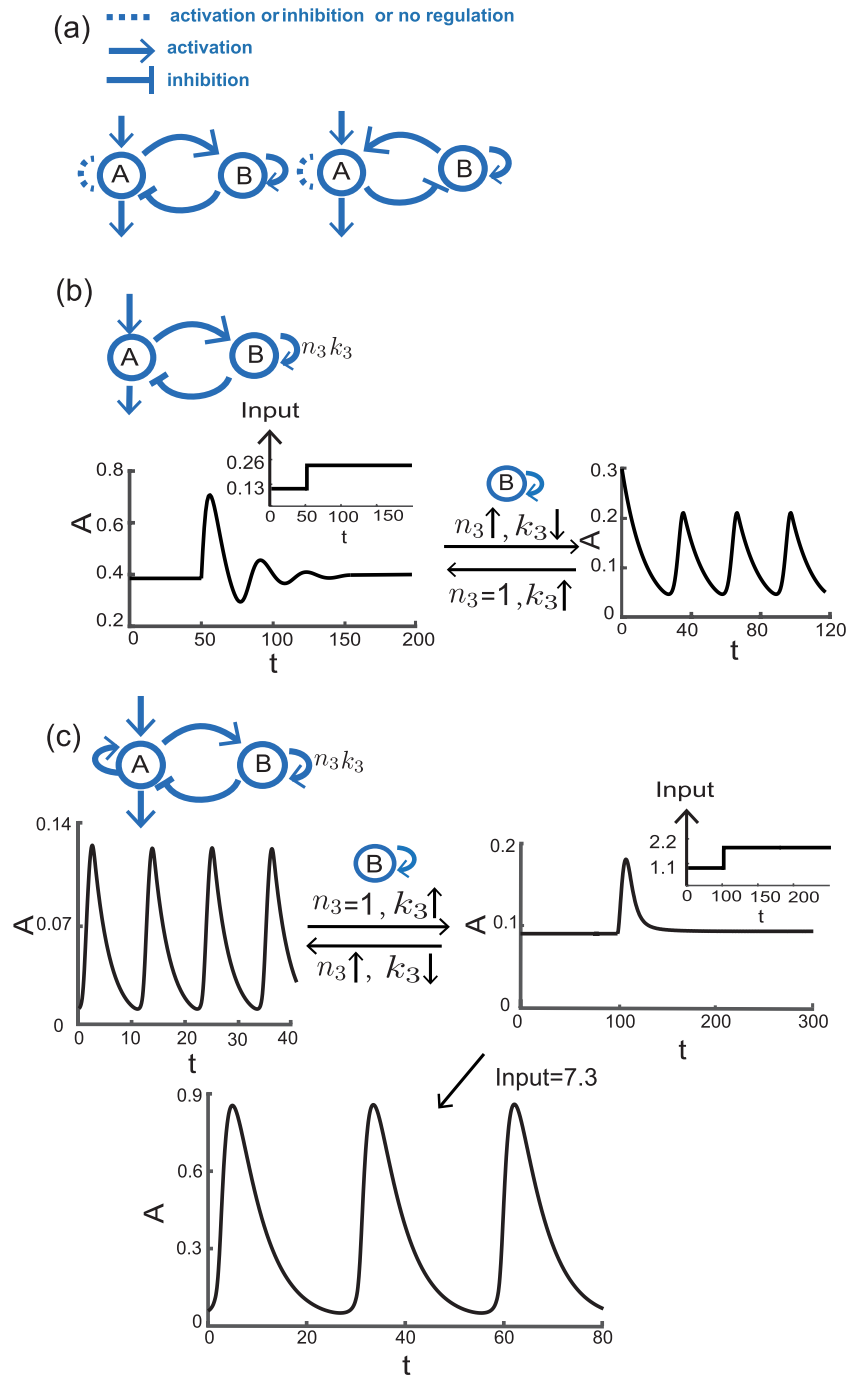 (a)
activation or inhibition or no regulation
activation
inhibition
A B A B
(b)
A B n₃k₃
Input
0.26
0.13
0 50 100 150
t
A
0.8
0.6
0.4
0.2
0 50 100 150 200
t
B
n₃↑, k₃↓
n₃=1, k₃↑
A
0.3
0.2
0.1
0
0 40 80 120
t
(c)
A B n₃k₃
A
0.14
0.07
0
0 10 20 30 40
t
B
n₃=1, k₃↑
n₃↑, k₃↓
Input
2.2
1.1
0 100 200
t
A
0.2
0.1
0
0 100 200 300
t
Input=7.3
A
0.9
0.6
0.3
0
0 20 40 60 80
t